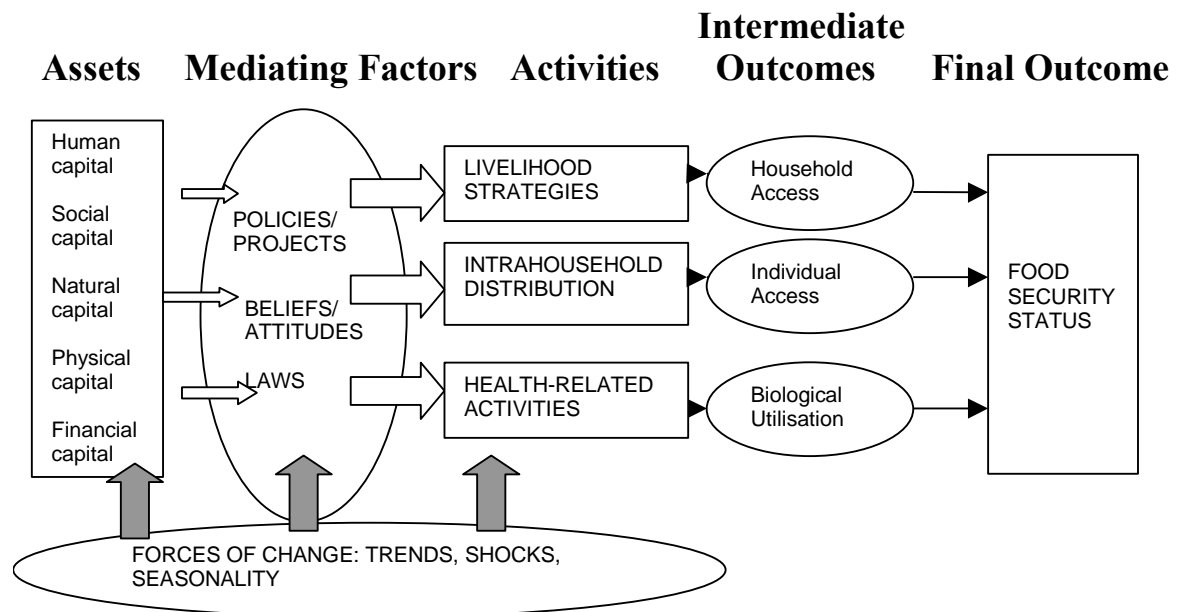 Assets
Mediating Factors
Activities
Intermediate
Outcomes
Final Outcome
Human
capital
Social
capital
Natural
capital
Physical
capital
Financial
capital
POLICIES/
PROJECTS
BELIEFS/
ATTITUDES
LAWS
LIVELIHOOD
STRATEGIES
INTRAHOUSEHOLD
DISTRIBUTION
HEALTH-RELATED
ACTIVITIES
Household
Access
Individual
Access
Biological
Utilisation
FOOD
SECURITY
STATUS
FORCES OF CHANGE: TRENDS, SHOCKS,
SEASONALITY